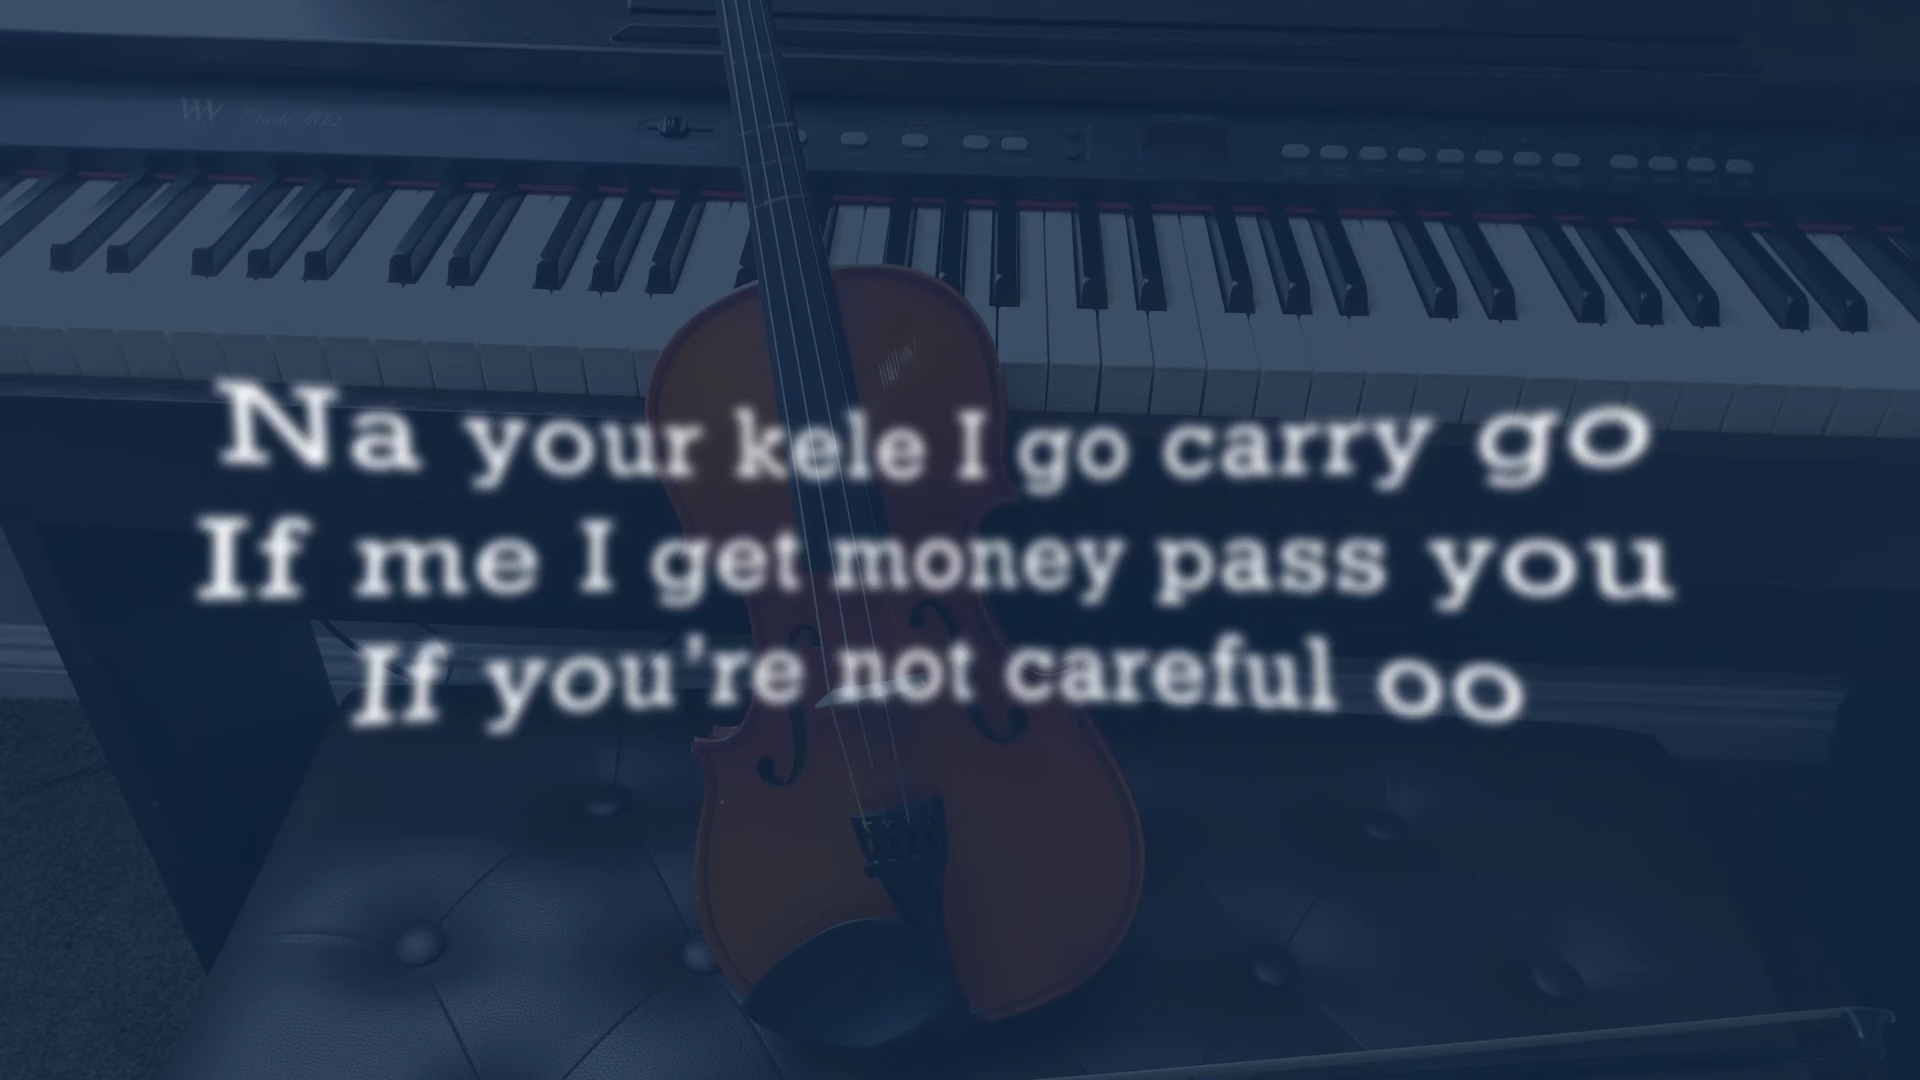 Na your kele I go carry go
If me I get money pass you
If you're not careful oo